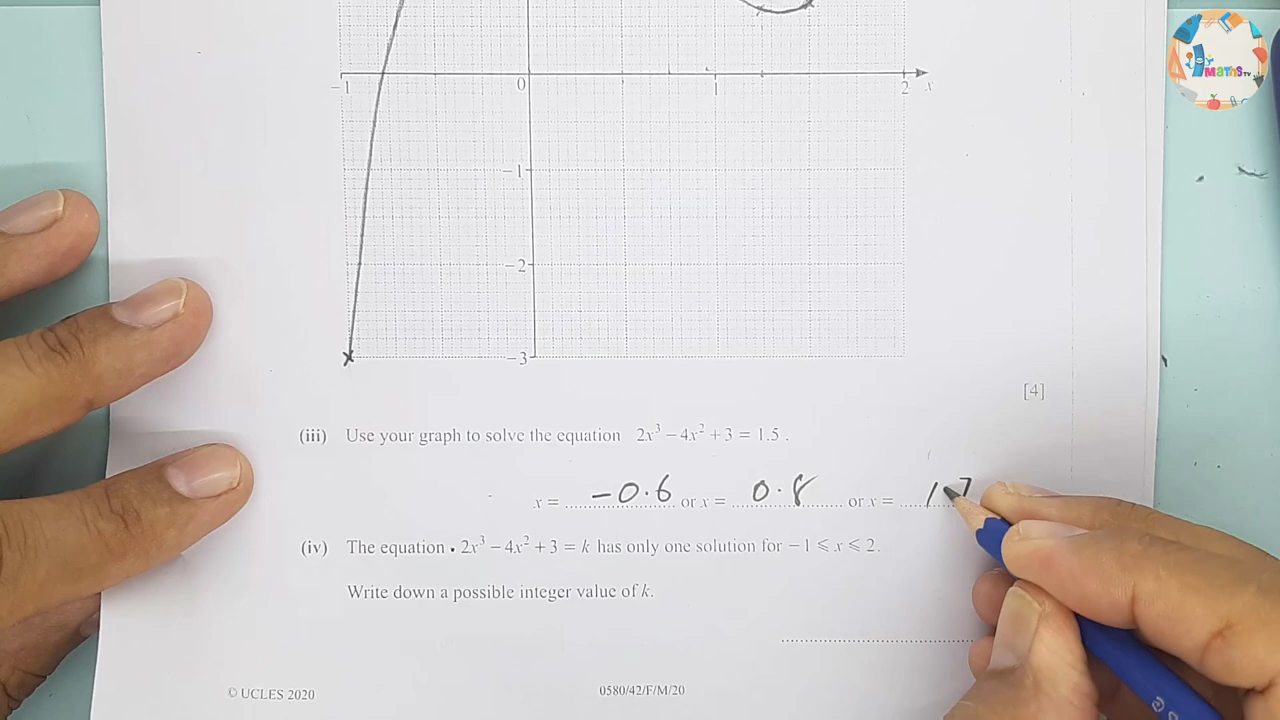 MATHS TV
-1 0 1 2 x
-1
-2
-3
[4]
(iii) Use your graph to solve the equation 2x³ − 4x² + 3 = 1.5 .
x = −0.6 or x = 0.8 or x = 1.7
(iv) The equation 2x³ − 4x² + 3 = k has only one solution for −1 ⩽ x ⩽ 2.
Write down a possible integer value of k.
© UCLES 2020 0580/42/F/M/20